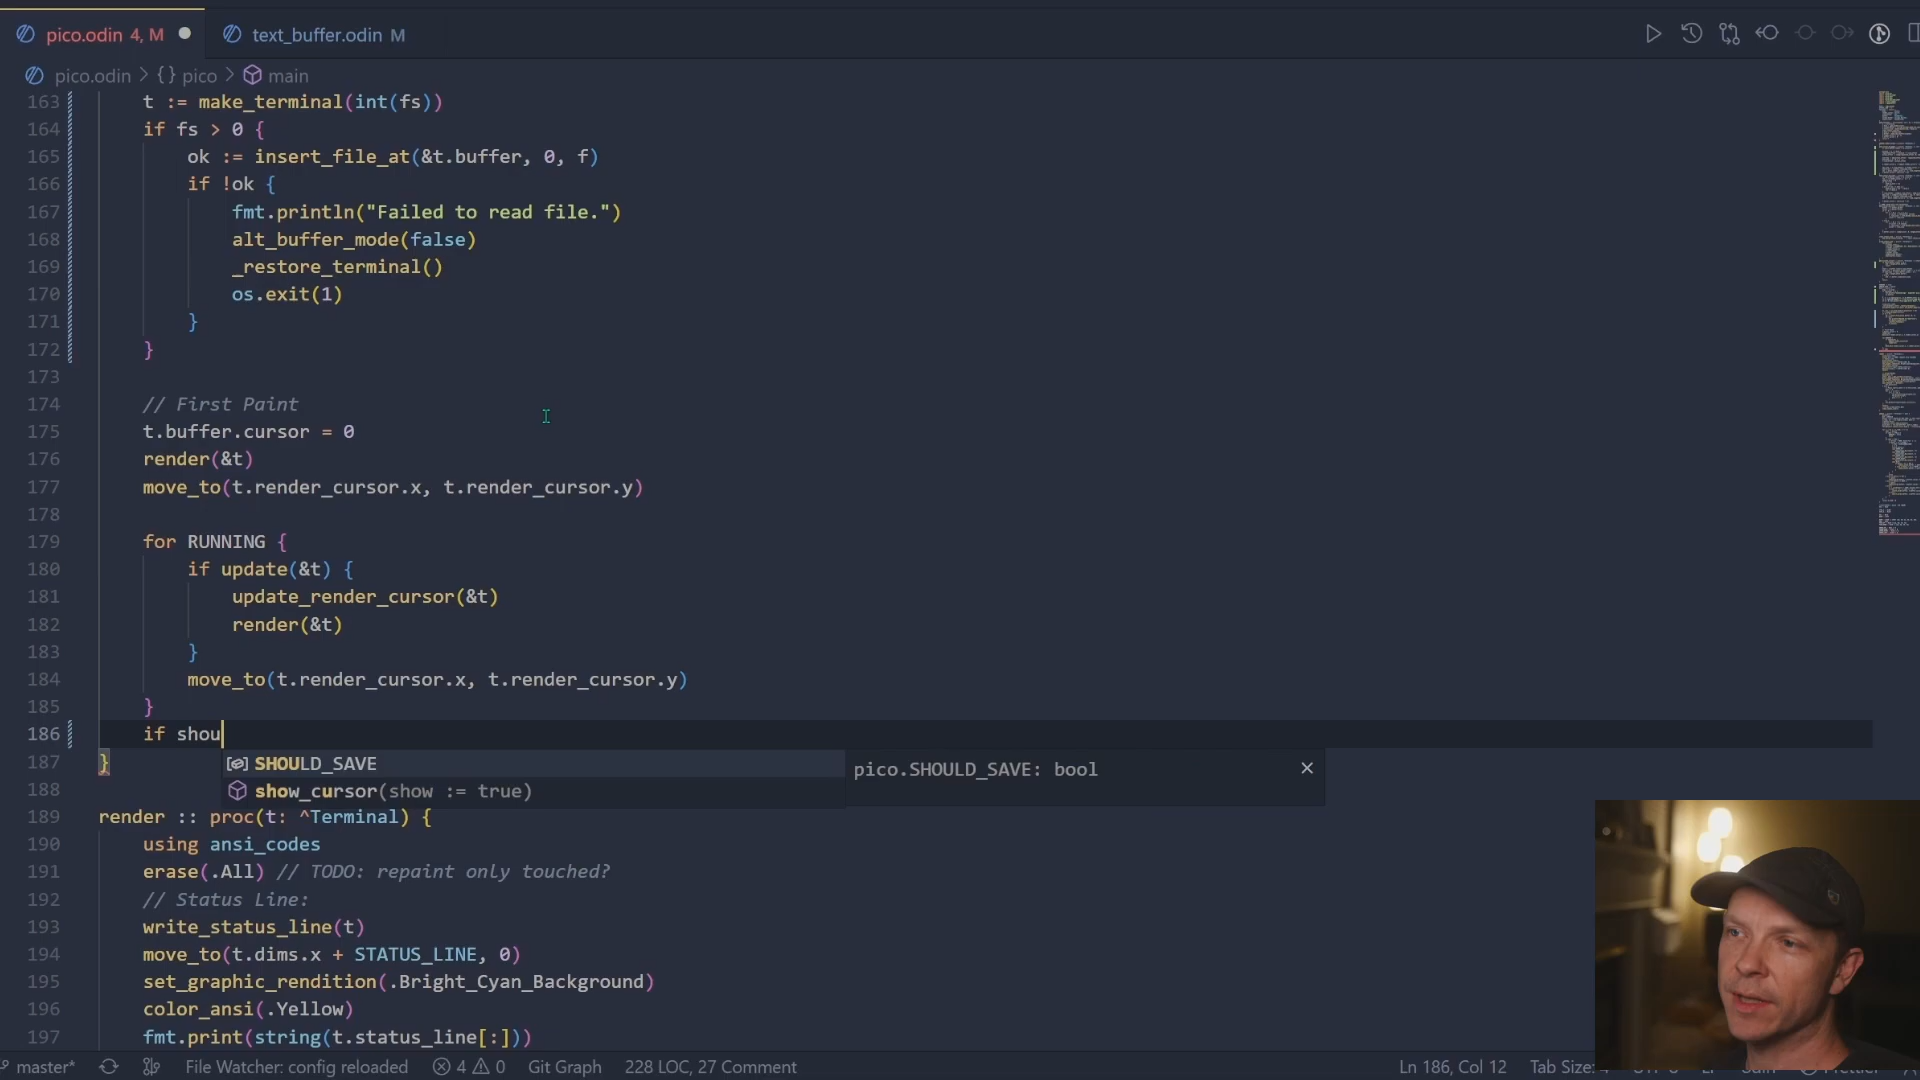 pico.odin 4, M
text_buffer.odin M
pico.odin > {} pico > main
163 t := make_terminal(int(fs))
164 if fs > 0 {
165 ok := insert_file_at(&t.buffer, 0, f)
166 if !ok {
167 fmt.println("Failed to read file.")
168 alt_buffer_mode(false)
169 _restore_terminal()
170 os.exit(1)
171 }
172 }
173
174 // First Paint
175 t.buffer.cursor = 0
176 render(&t)
177 move_to(t.render_cursor.x, t.render_cursor.y)
178
179 for RUNNING {
180 if update(&t) {
181 update_render_cursor(&t)
182 render(&t)
183 }
184 move_to(t.render_cursor.x, t.render_cursor.y)
185 }
186 if shou
187 }
SHOULD_SAVE
pico.SHOULD_SAVE: bool
188
show_cursor(show := true)
189 render :: proc(t: ^Terminal) {
190 using ansi_codes
191 erase(.All) // TODO: repaint only touched?
192 // Status Line:
193 write_status_line(t)
194 move_to(t.dims.x + STATUS_LINE, 0)
195 set_graphic_rendition(.Bright_Cyan_Background)
196 color_ansi(.Yellow)
197 fmt.print(string(t.status_line[:]))
master* File Watcher: config reloaded 4 0 Git Graph 228 LOC, 27 Comment Ln 186, Col 12 Tab Size: